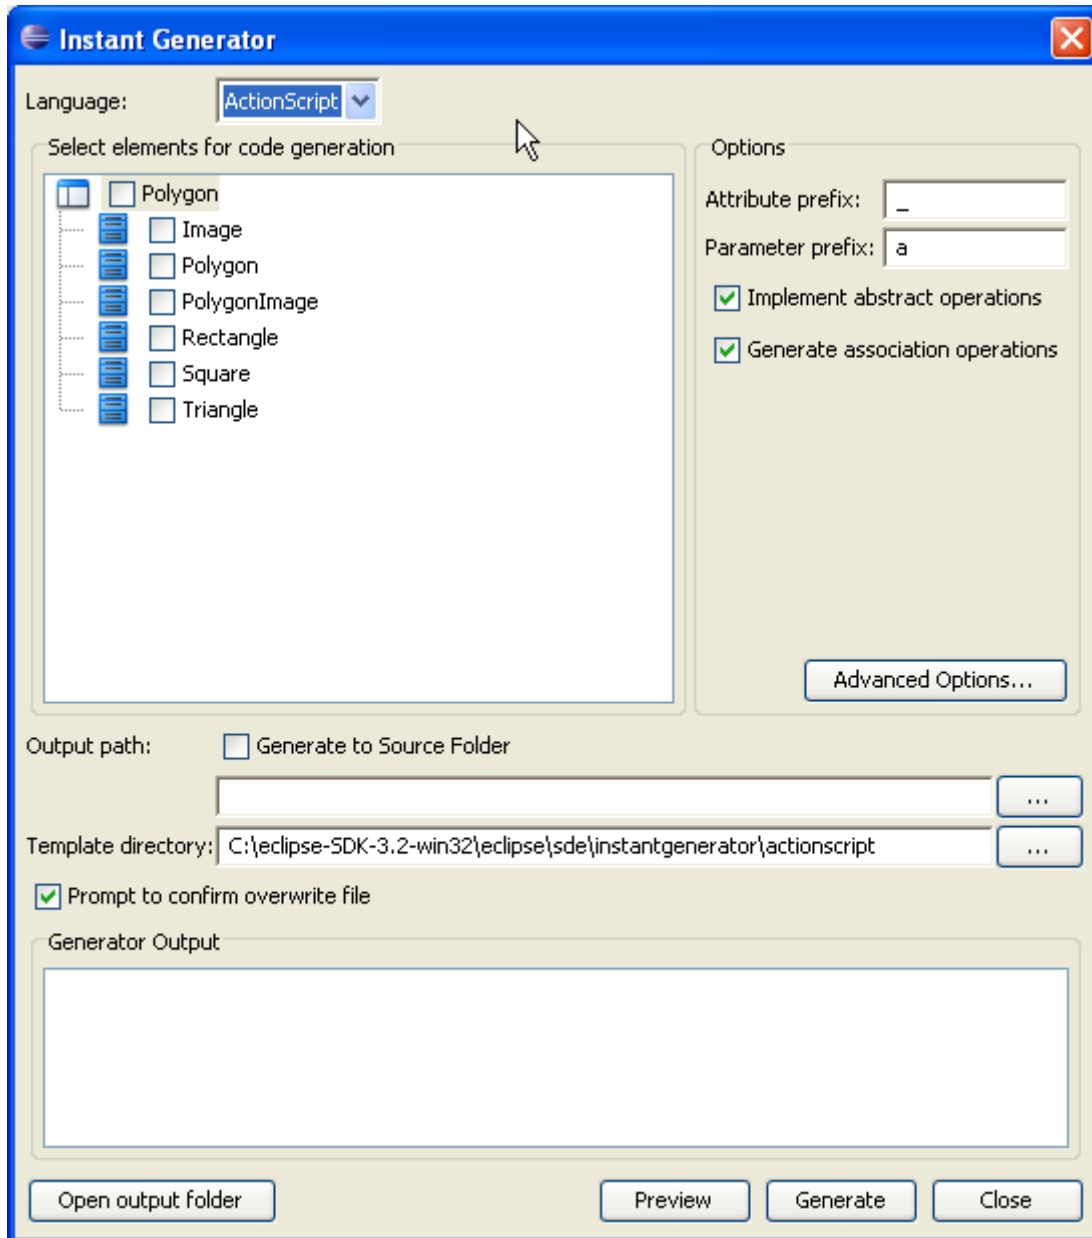 Instant Generator
Language: ActionScript
Select elements for code generation
Polygon
Image
Polygon
PolygonImage
Rectangle
Square
Triangle
Options
Attribute prefix: _
Parameter prefix: a
Implement abstract operations
Generate association operations
Advanced Options...
Output path: Generate to Source Folder
...
Template directory: C:\eclipse-SDK-3.2-win32\eclipse\sde\instantgenerator\actionscript ...
Prompt to confirm overwrite file
Generator Output
Open output folder Preview Generate Close